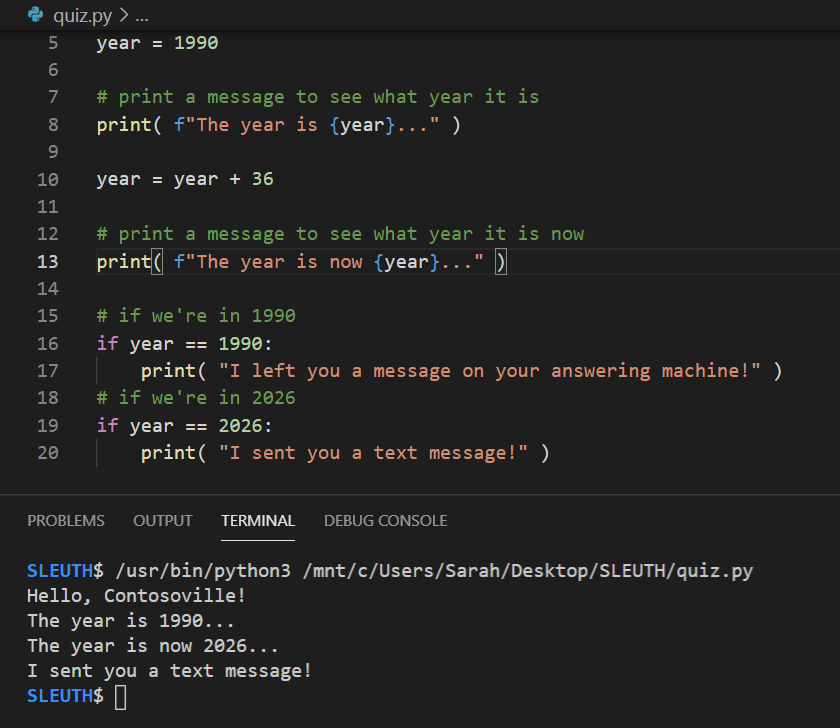 quiz.py > ...
5 year = 1990
6
7 # print a message to see what year it is
8 print( f"The year is {year}..." )
9
10 year = year + 36
11
12 # print a message to see what year it is now
13 print( f"The year is now {year}..." )
14
15 # if we're in 1990
16 if year == 1990:
17     print( "I left you a message on your answering machine!" )
18 # if we're in 2026
19 if year == 2026:
20     print( "I sent you a text message!" )
PROBLEMS OUTPUT TERMINAL DEBUG CONSOLE
SLEUTH$ /usr/bin/python3 /mnt/c/Users/Sarah/Desktop/SLEUTH/quiz.py
Hello, Contosoville!
The year is 1990...
The year is now 2026...
I sent you a text message!
SLEUTH$